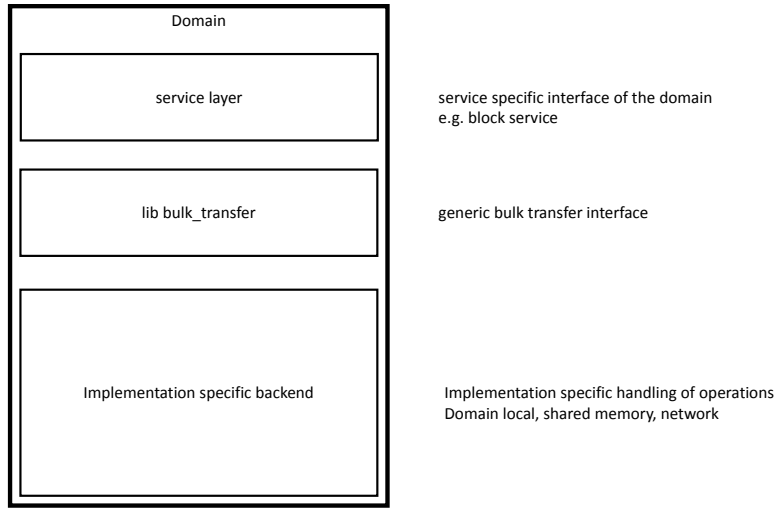 Domain
service layer
service specific interface of the domain
e.g. block service
lib bulk_transfer
generic bulk transfer interface
Implementation specific backend
Implementation specific handling of operations
Domain local, shared memory, network